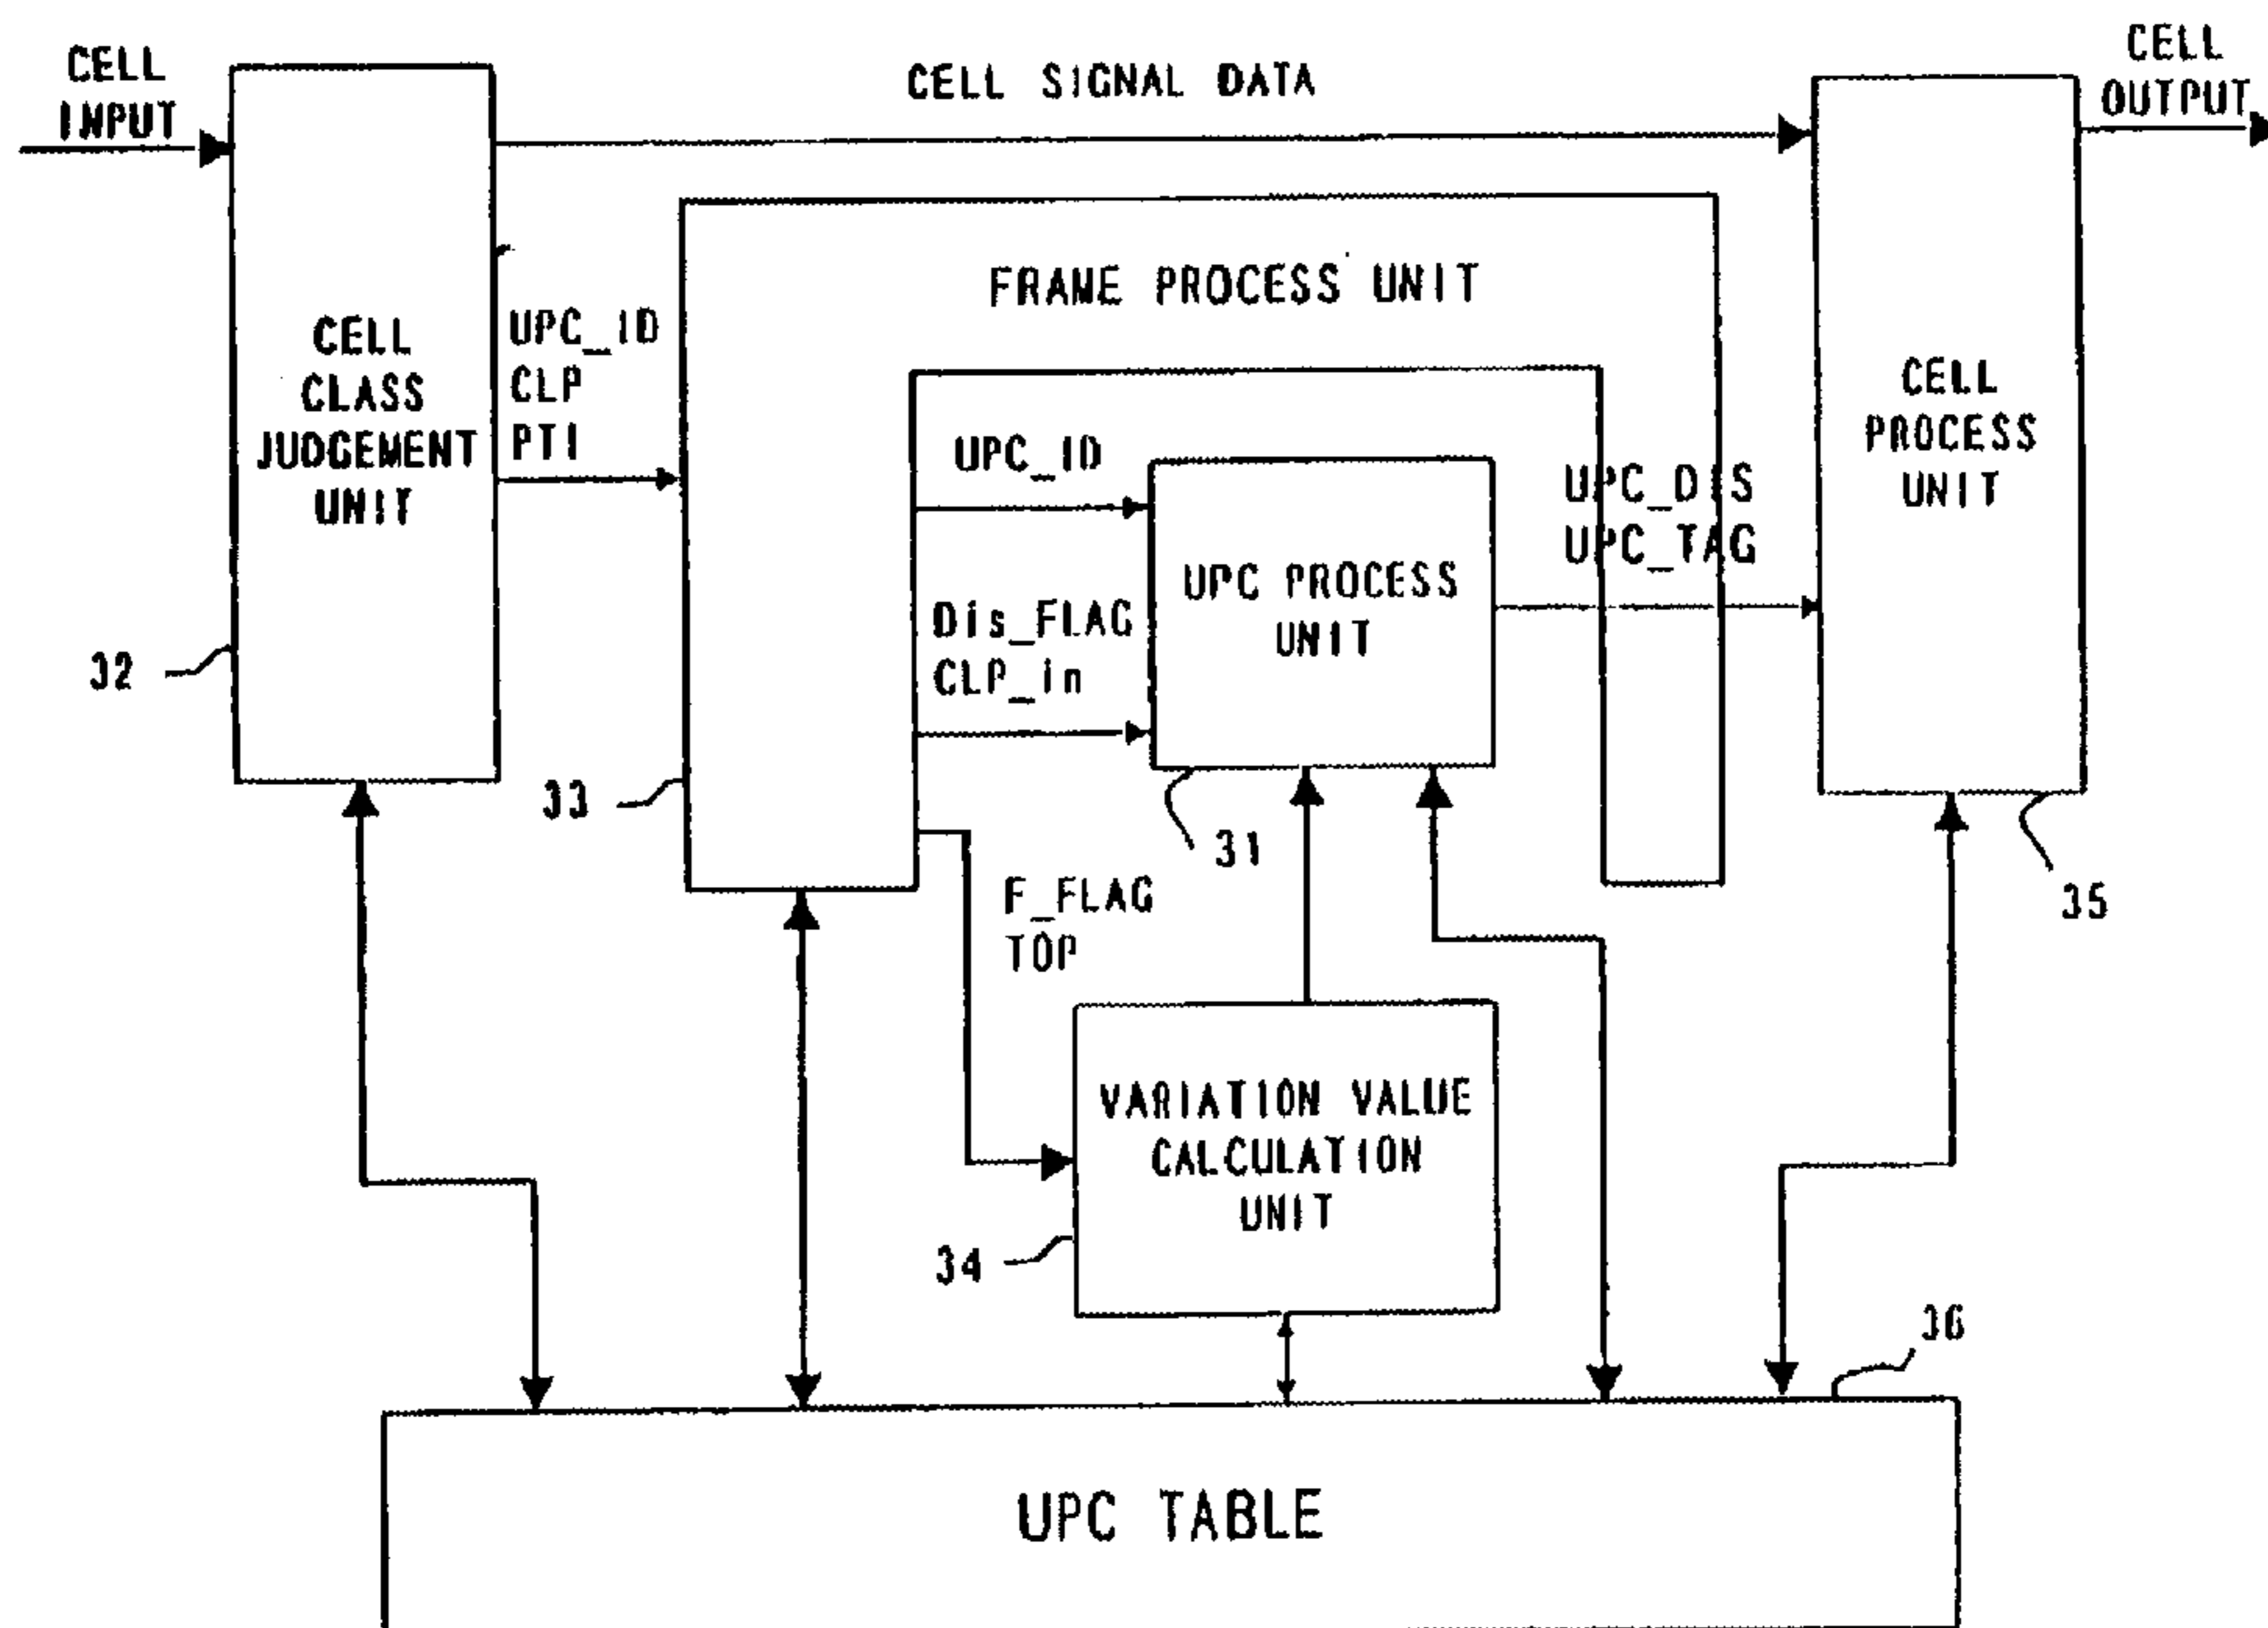 CELL
INPUT
CELL SIGNAL DATA
CELL
OUTPUT
FRAME PROCESS UNIT
CELL
CLASS
JUDGEMENT
UNIT
UPC_ID
CLP
PTI
UPC_ID
Dis_FLAG
CLP_in
UPC PROCESS
UNIT
UPC_DIS
UPC_TAG
CELL
PROCESS
UNIT
32
33
31
35
F_FLAG
TOP
VARIATION VALUE
CALCULATION
UNIT
34
36
UPC TABLE